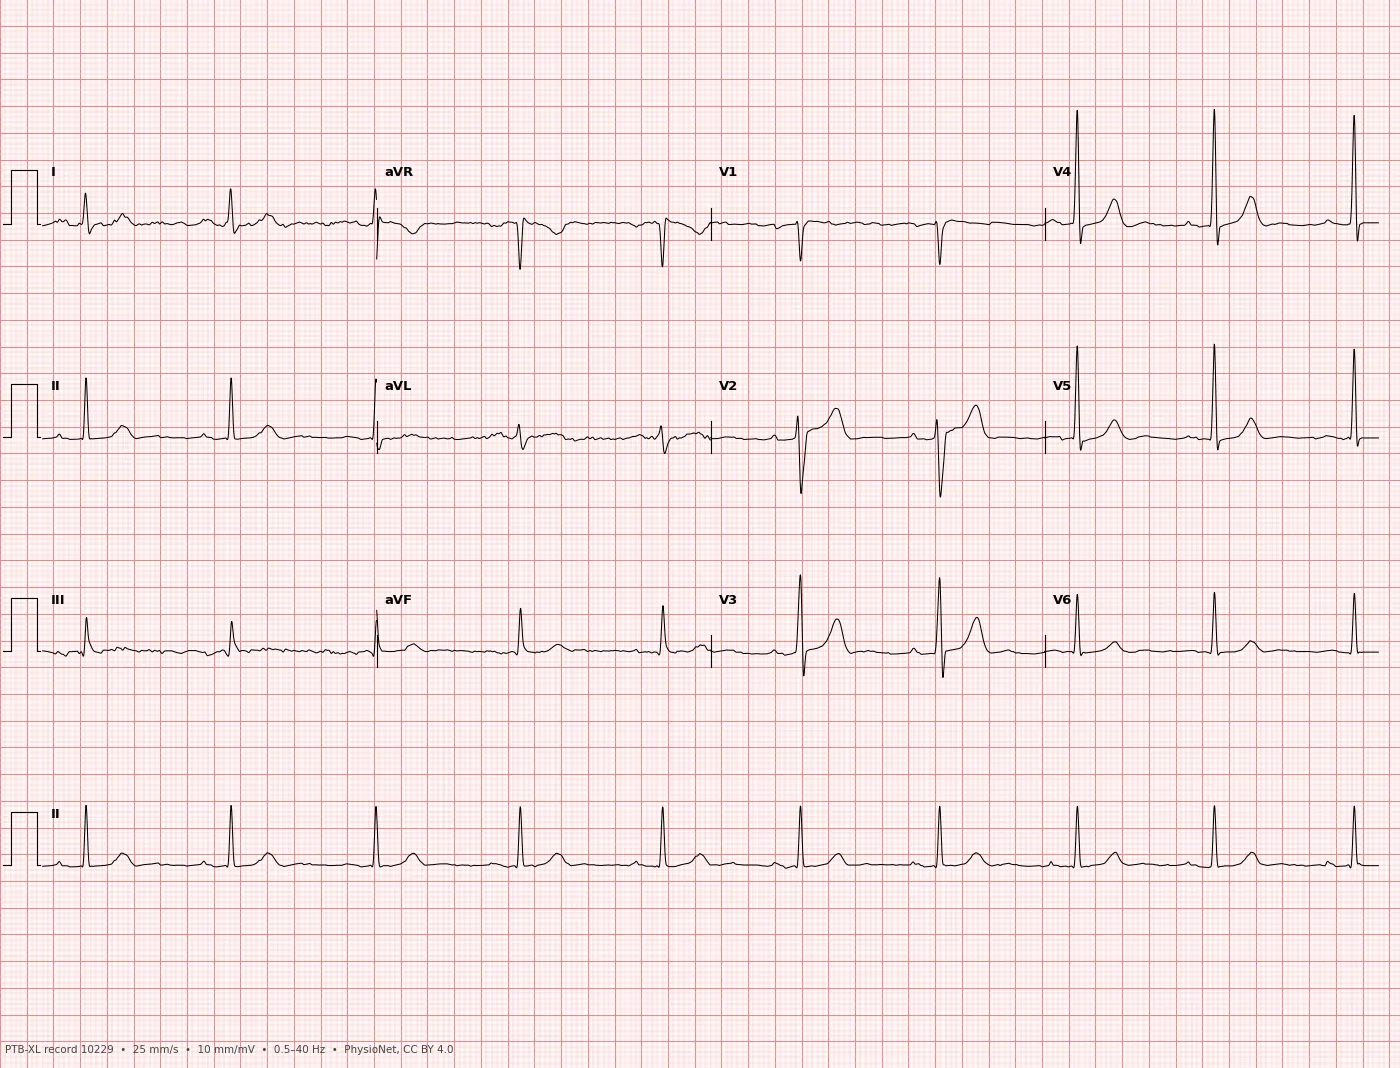 I aVR V1 V4
II aVL V2 V5
III aVF V3 V6
II
PTB-XL record 10229 • 25 mm/s • 10 mm/mV • 0.5–40 Hz • PhysioNet, CC BY 4.0